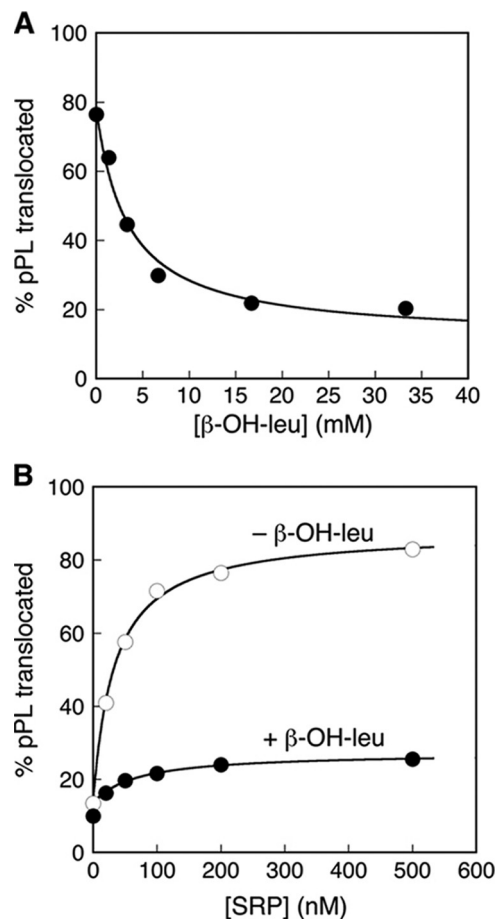 A
100
80
60
40
20
0
% pPL translocated
0 5 10 15 20 25 30 35 40
[β-OH-leu] (mM)
B
100
80
60
40
20
0
% pPL translocated
– β-OH-leu
+ β-OH-leu
0 100 200 300 400 500 600
[SRP] (nM)